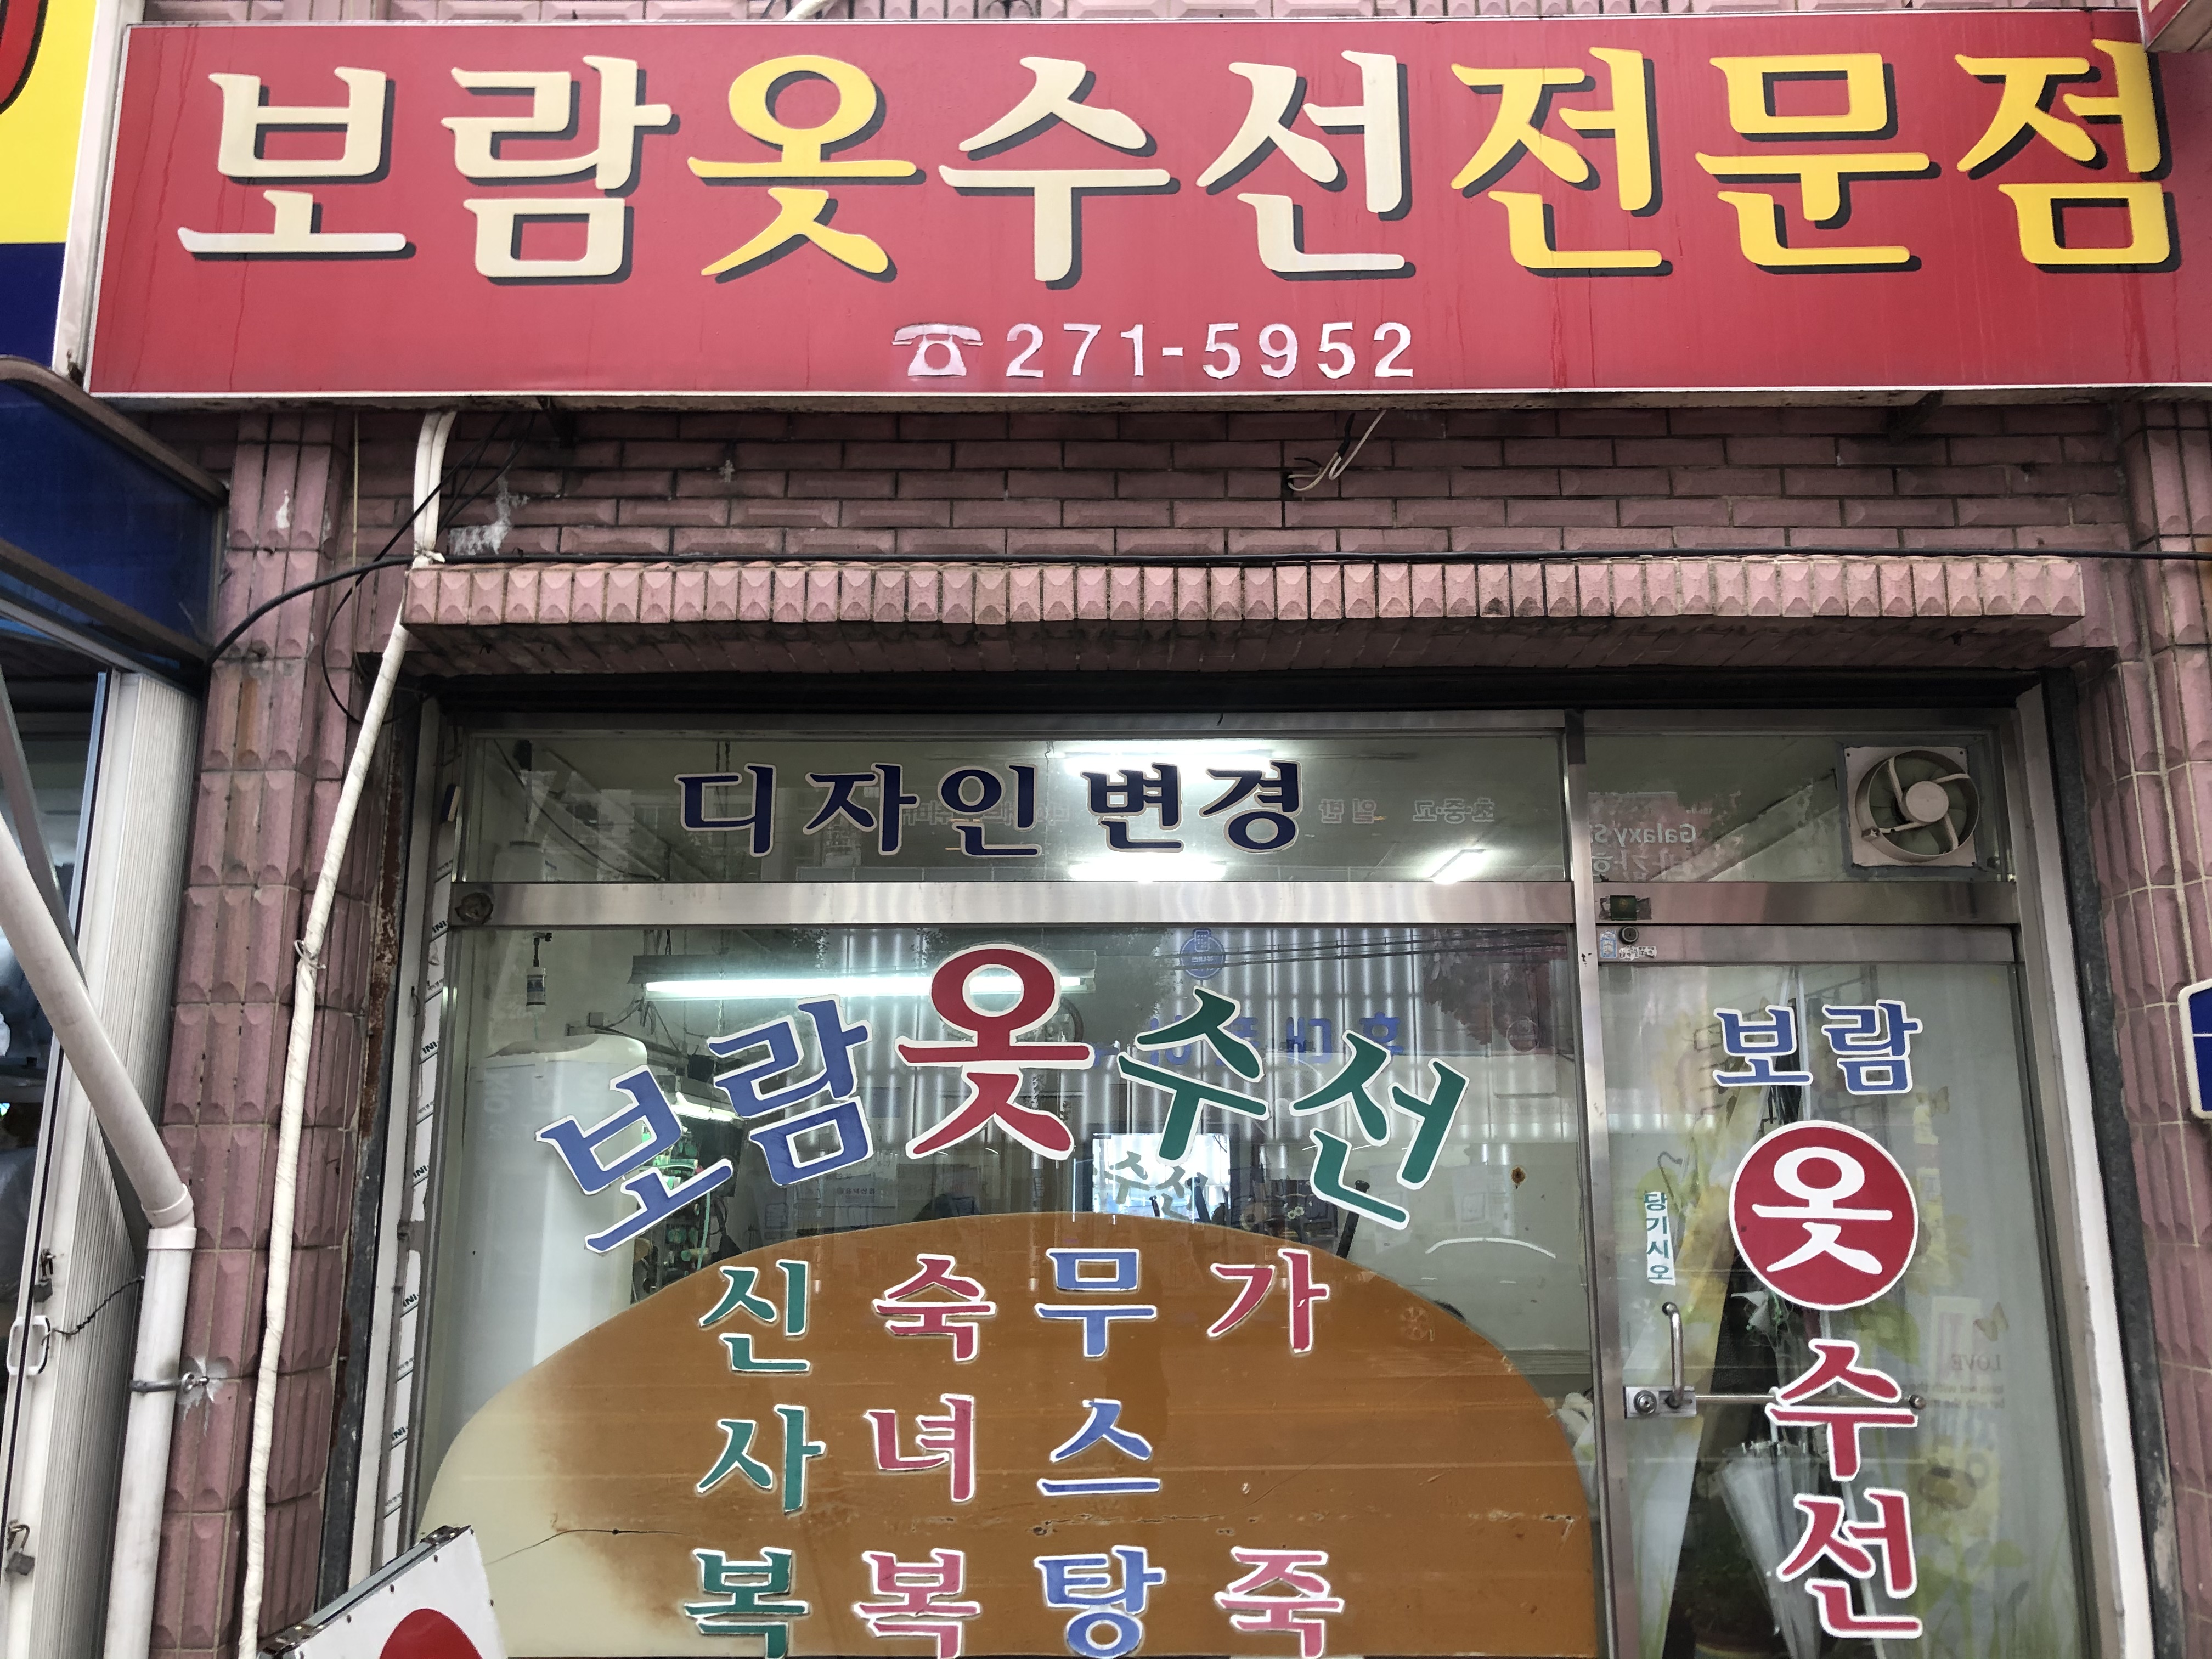 보람옷수선전문점
☎271-5952
디자인 변경
보람옷수선
신사복
숙녀복
무스탕
가죽
보람
옷
수선
당기시오